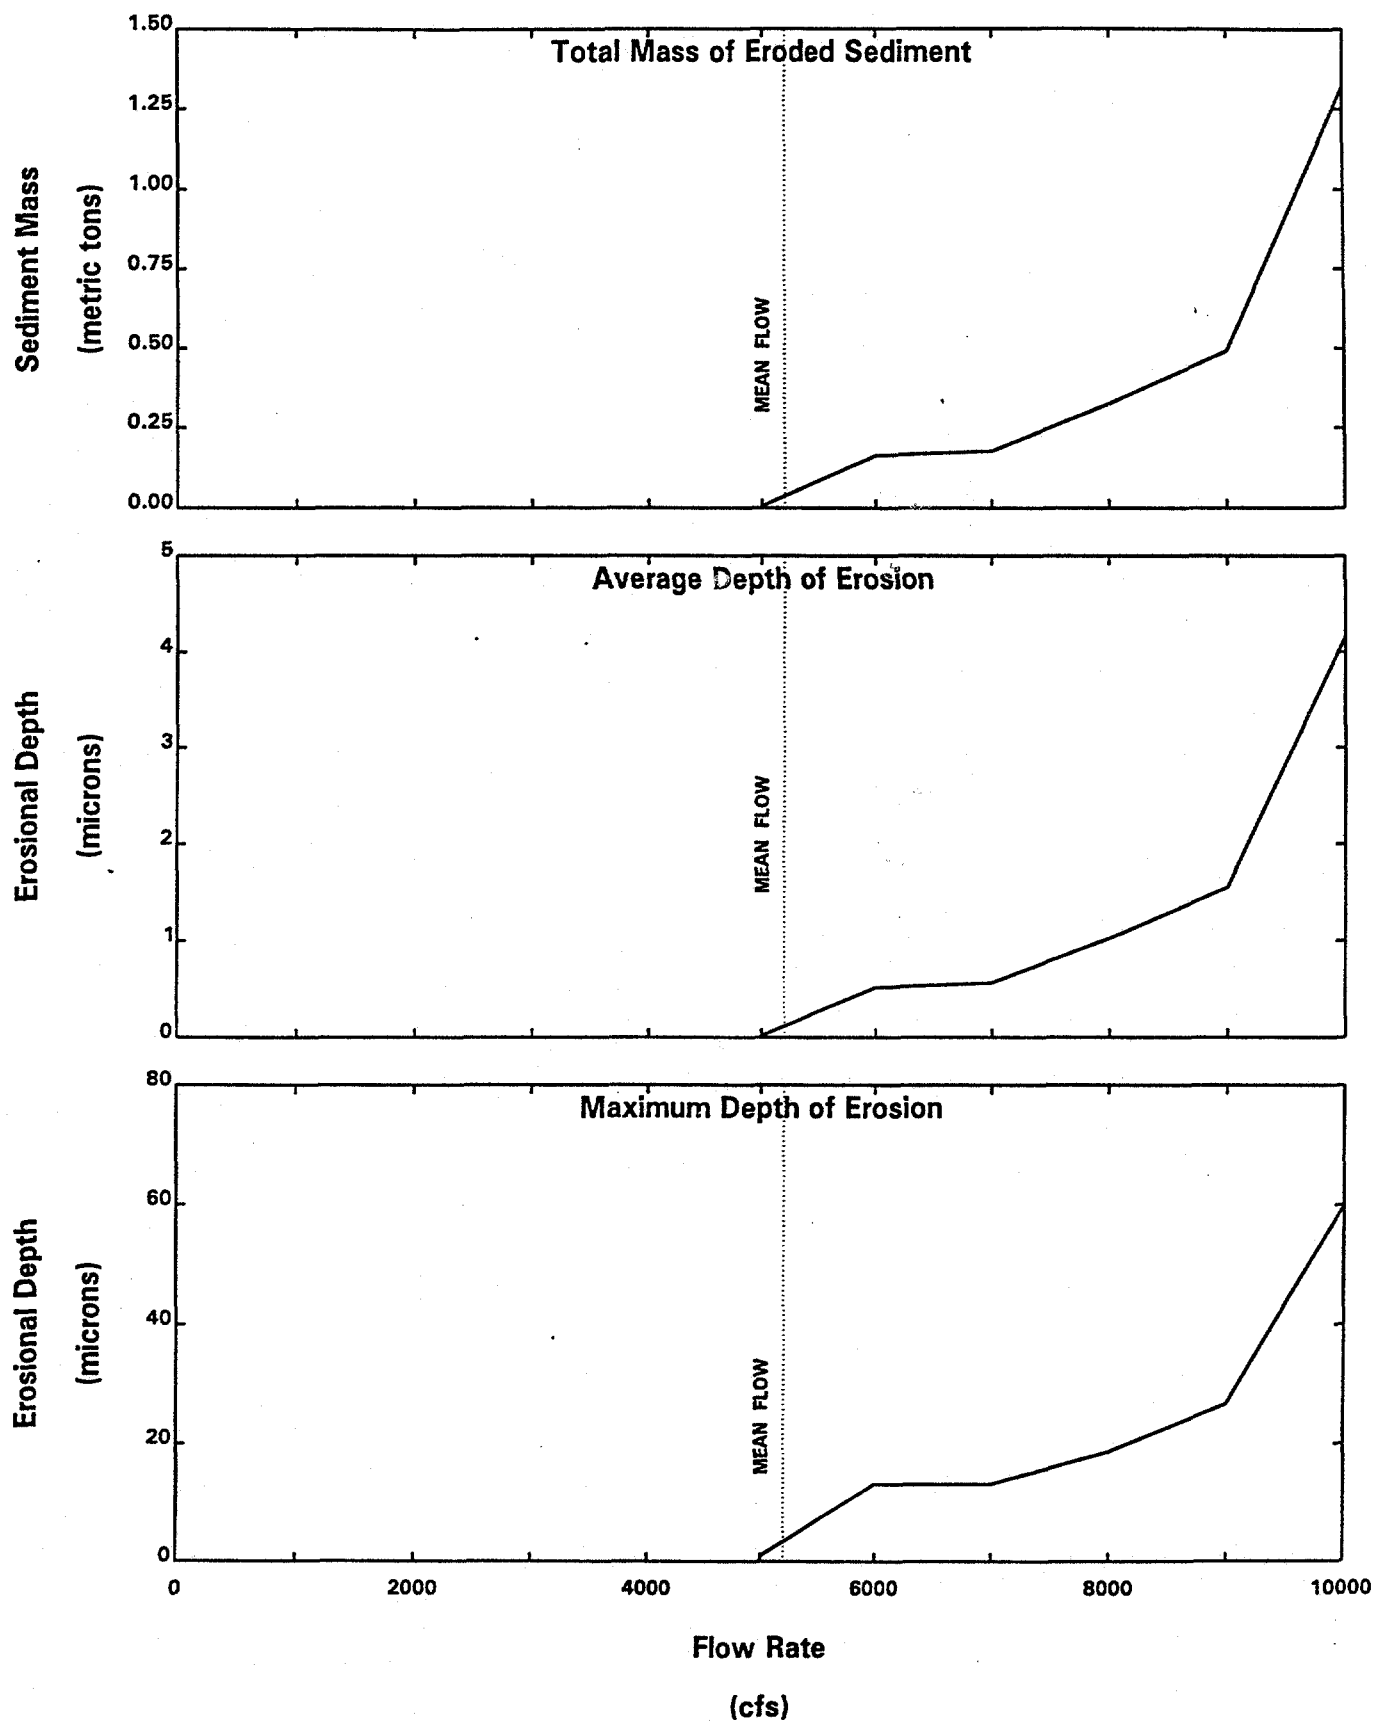 Total Mass of Eroded Sediment
Sediment Mass
(metric tons)
1.50
1.25
1.00
0.75
0.50
0.25
0.00
MEAN FLOW
Average Depth of Erosion
Erosional Depth
(microns)
5
4
3
2
1
0
MEAN FLOW
Maximum Depth of Erosion
Erosional Depth
(microns)
80
60
40
20
0
MEAN FLOW
0 2000 4000 6000 8000 10000
Flow Rate
(cfs)